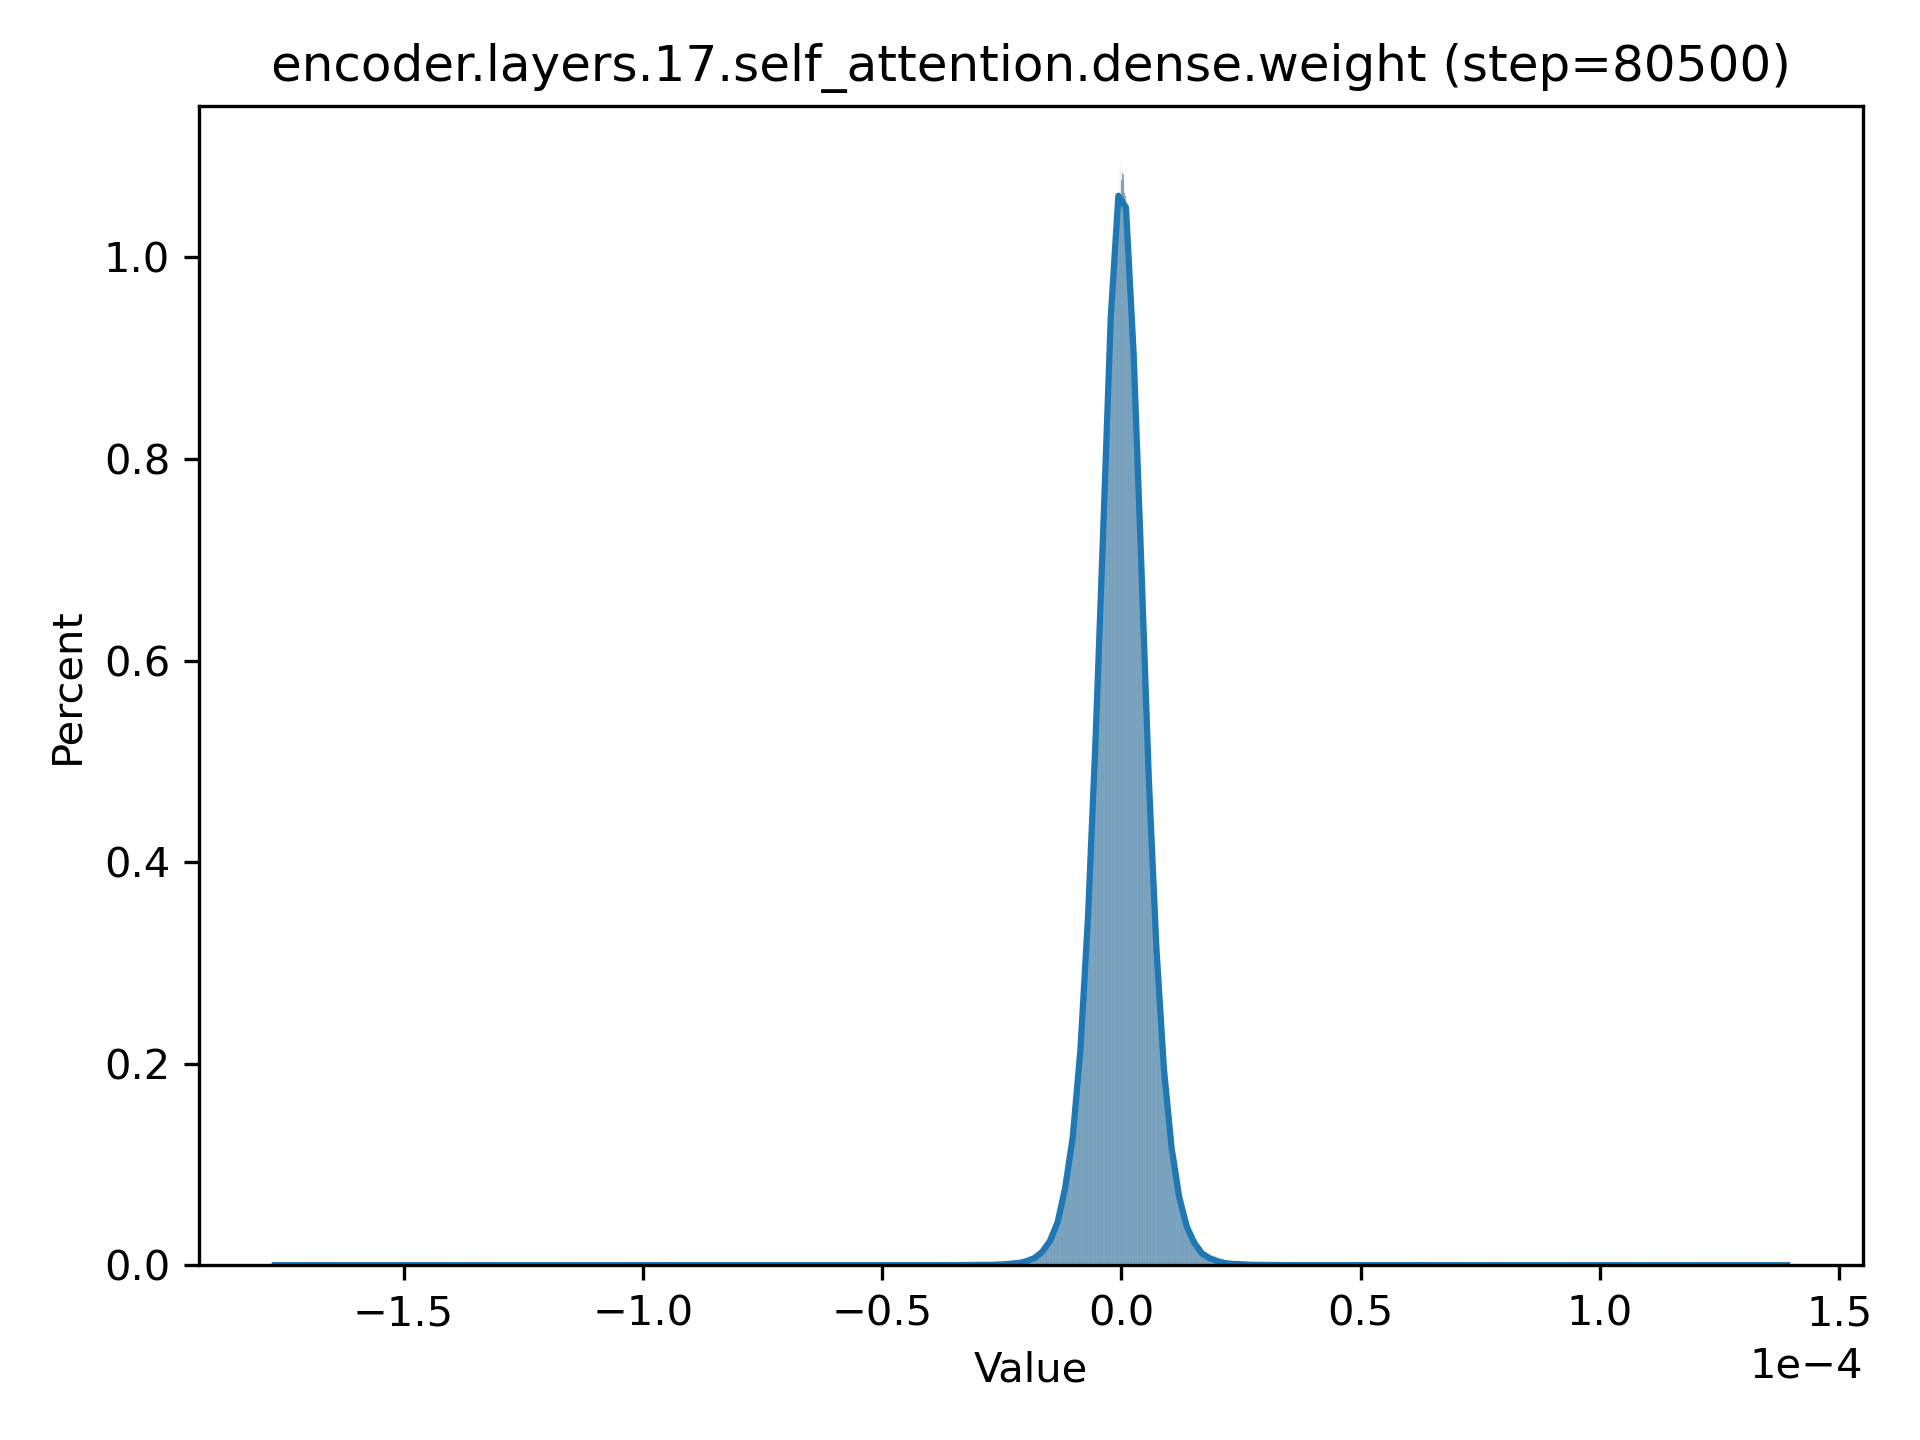 encoder.layers.17.self_attention.dense.weight (step=80500)
1.0
0.8
0.6
0.4
0.2
0.0
Percent
−1.5 −1.0 −0.5 0.0 0.5 1.0 1.5
Value
1e−4